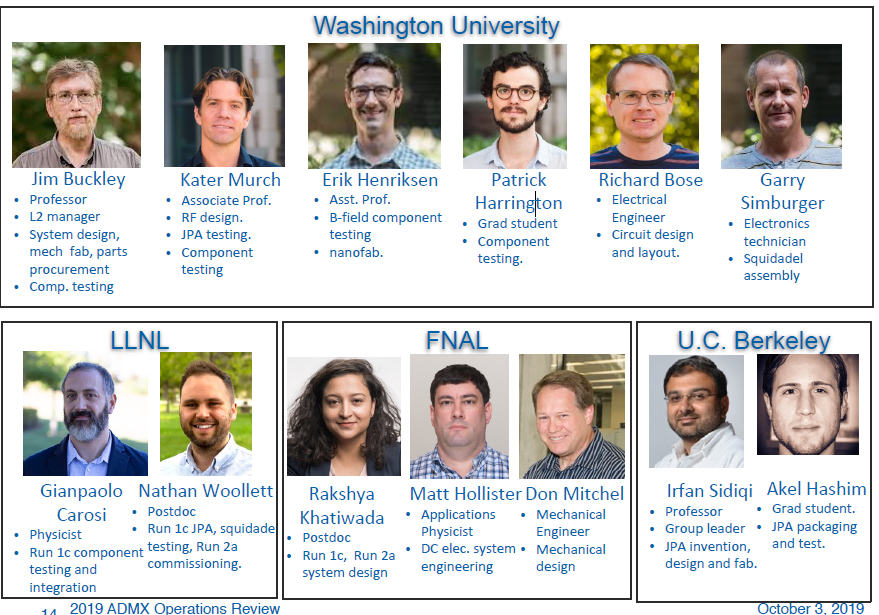 Washington University
Jim Buckley
• Professor
• L2 manager
• System design,
mech fab, parts
procurement
• Comp. testing
Kater Murch
• Associate Prof.
• RF design.
• JPA testing.
• Component
testing
Erik Henriksen
• Asst. Prof.
• B-field component
testing
• nanofab.
Patrick
Harrington
• Grad student
• Component
testing.
Richard Bose
• Electrical
Engineer
• Circuit design
and layout.
Garry
Simburger
• Electronics
technician
• Squidadel
assembly
LLNL
Gianpaolo
Carosi
• Physicist
• Run 1c component
testing and
integration
Nathan Woollett
• Postdoc
• Run 1c JPA, squidade
testing, Run 2a
commissioning.
FNAL
Rakshya
Khatiwada
• Postdoc
• Run 1c, Run 2a
system design
Matt Hollister
• Applications
Physicist
• DC elec. system
engineering
Don Mitchel
• Mechanical
Engineer
• Mechanical
design
U.C. Berkeley
Irfan Sidiqi
• Professor
• Group leader
• JPA invention,
design and fab.
Akel Hashim
• Grad student.
• JPA packaging
and test.
14 2019 ADMX Operations Review
October 3, 2019